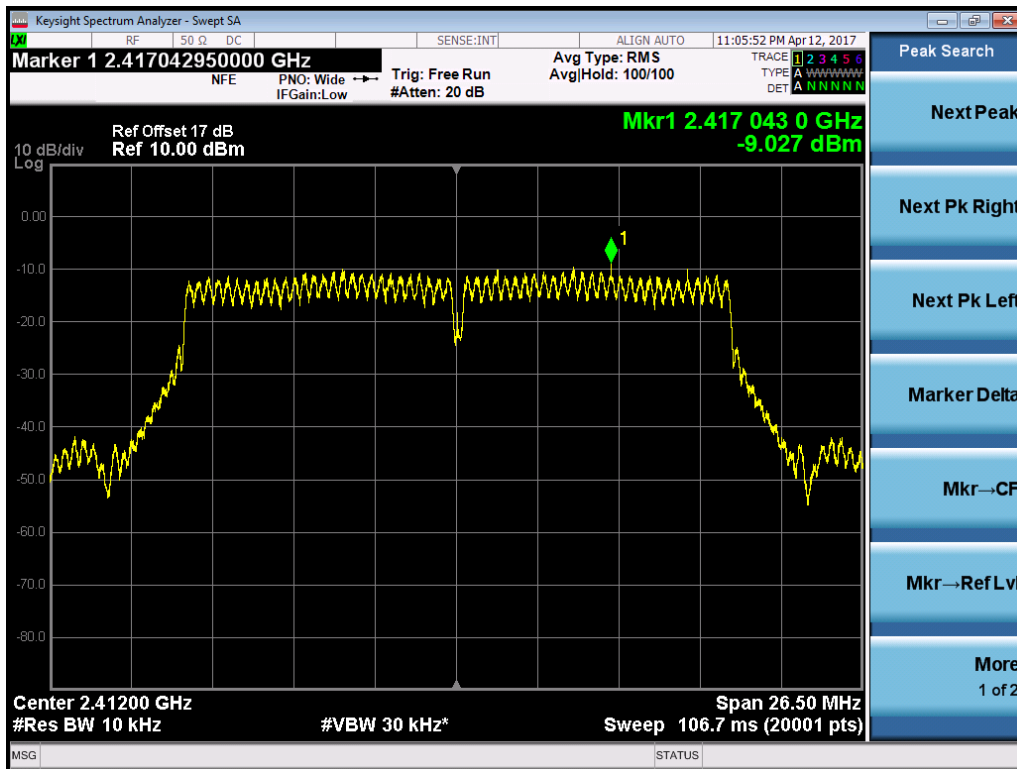 Keysight Spectrum Analyzer - Swept SA
LXI
RF
50 Ω
DC
SENSE:INT
ALIGN AUTO
11:05:52 PM Apr 12, 2017
Marker 1 2.417042950000 GHz
NFE
PNO: Wide
IFGain:Low
Trig: Free Run
#Atten: 20 dB
Avg Type: RMS
Avg|Hold: 100/100
TRACE 1 2 3 4 5 6
TYPE A WWWWW
DET A N N N N N
Ref Offset 17 dB
10 dB/div
Ref 10.00 dBm
Log
Mkr1 2.417 043 0 GHz
-9.027 dBm
0.00
1
-10.0
-20.0
-30.0
-40.0
-50.0
-60.0
-70.0
-80.0
Center 2.41200 GHz
Span 26.50 MHz
#Res BW 10 kHz
#VBW 30 kHz*
Sweep 106.7 ms (20001 pts)
MSG
STATUS
Peak Search
Next Peak
Next Pk Right
Next Pk Left
Marker Delta
Mkr→CF
Mkr→Ref Lvl
More
1 of 2